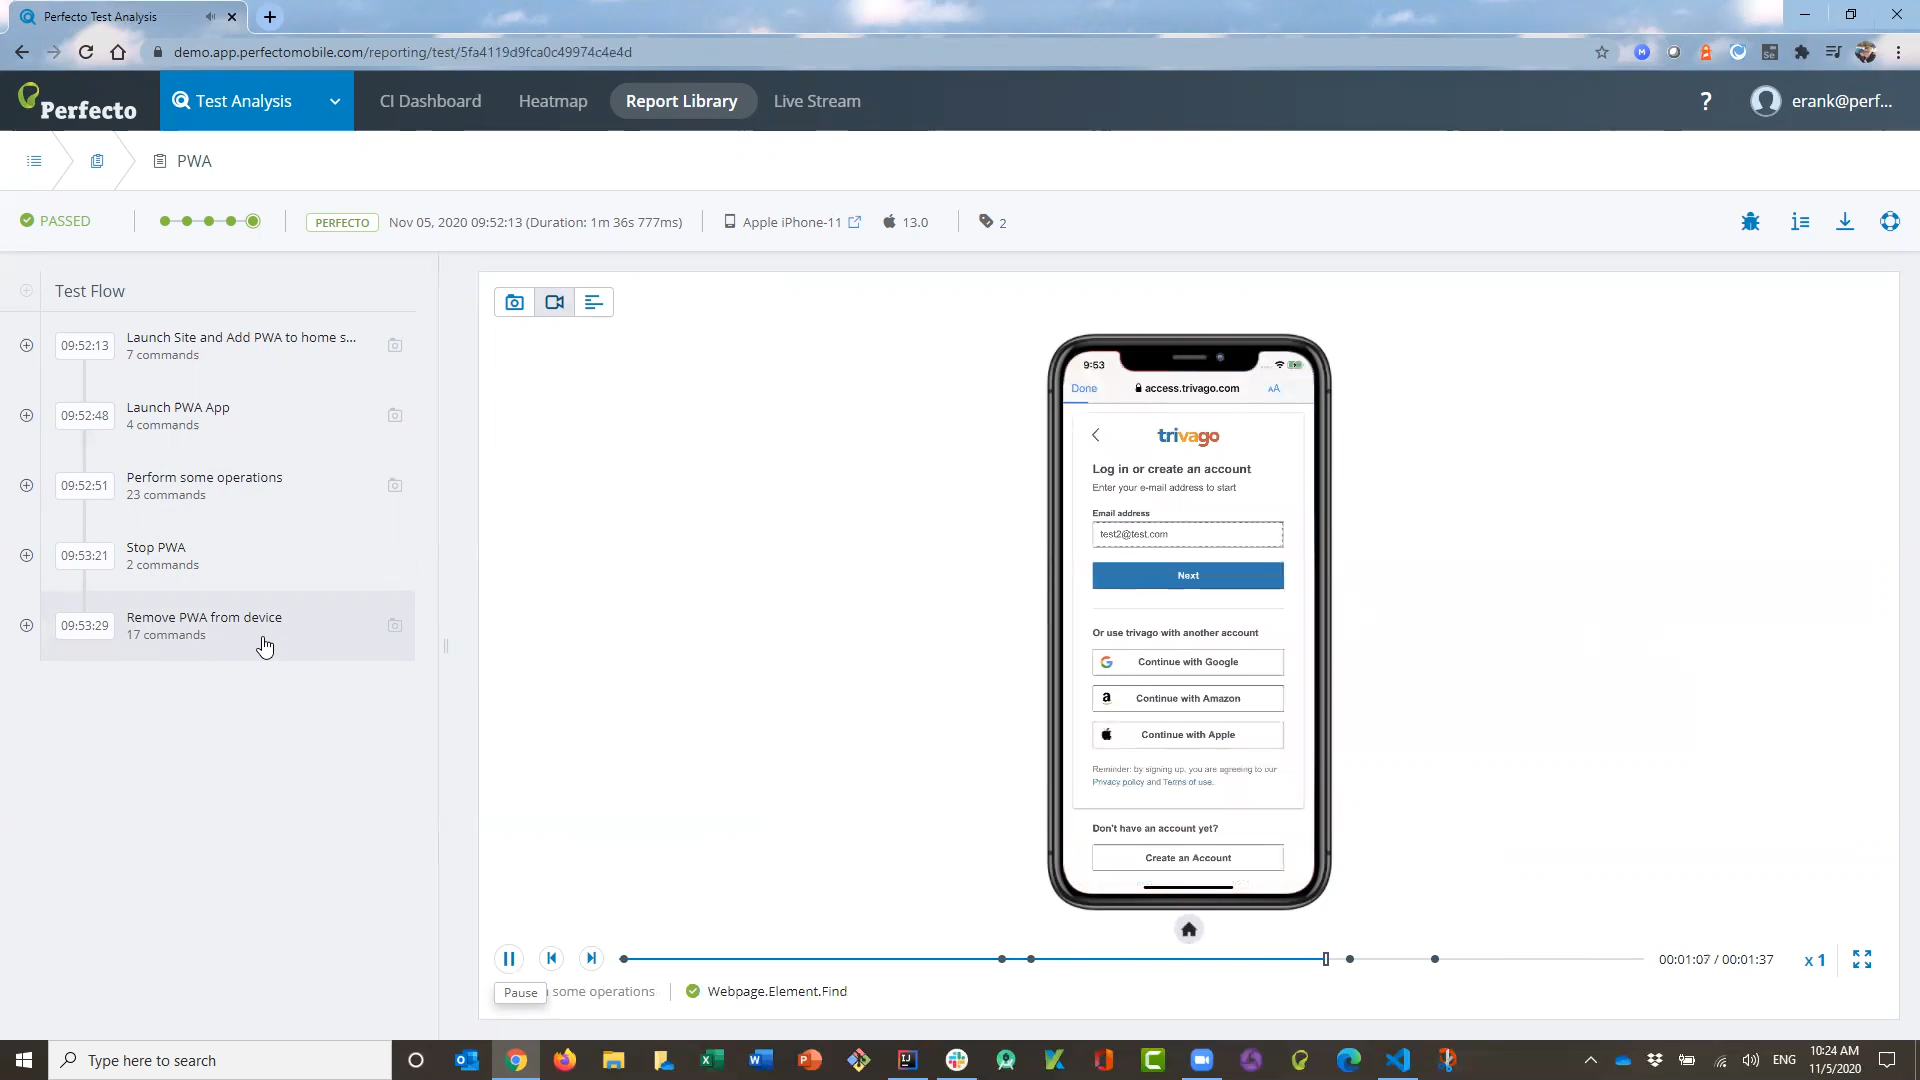 Perfecto Test Analysis
demo.app.perfectomobile.com/reporting/test/5fa4119d9fca0c49974c4e4d
Perfecto
Test Analysis
CI Dashboard
Heatmap
Report Library
Live Stream
?
erank@perf...
PWA
PASSED
PERFECTO
Nov 05, 2020 09:52:13 (Duration: 1m 36s 777ms)
Apple iPhone-11
13.0
2
Test Flow
09:52:13
Launch Site and Add PWA to home s...
7 commands
09:52:48
Launch PWA App
4 commands
09:52:51
Perform some operations
23 commands
09:53:21
Stop PWA
2 commands
09:53:29
Remove PWA from device
17 commands
9:53
Done
access.trivago.com
AA
trivago
Log in or create an account
Enter your e-mail address to start
Email address
test2@test.com
Next
Or use trivago with another account
Continue with Google
Continue with Amazon
Continue with Apple
Reminder: by signing up, you are agreeing to our
Privacy policy and Terms of use.
Don't have an account yet?
Create an Account
00:01:07 / 00:01:37
x 1
Pause
some operations
Webpage.Element.Find
Type here to search
ENG
10:24 AM
11/5/2020